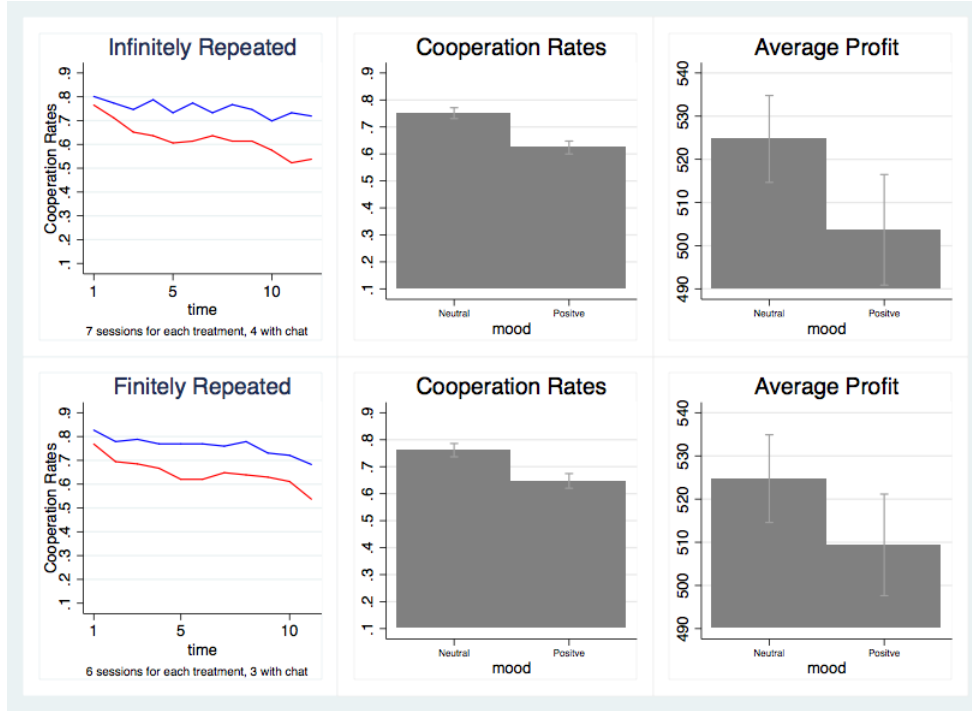 Infinitely Repeated
Cooperation Rates
.1 .2 .3 .4 .5 .6 .7 .8 .9
1 5 10
time
7 sessions for each treatment, 4 with chat
Cooperation Rates
.1 .2 .3 .4 .5 .6 .7 .8 .9
Neutral Positve
mood
Average Profit
490 500 510 520 530 540
Neutral Positve
mood
Finitely Repeated
Cooperation Rates
.1 .2 .3 .4 .5 .6 .7 .8 .9
1 5 10
time
6 sessions for each treatment, 3 with chat
Cooperation Rates
.1 .2 .3 .4 .5 .6 .7 .8 .9
Neutral Positve
mood
Average Profit
490 500 510 520 530 540
Neutral Positve
mood